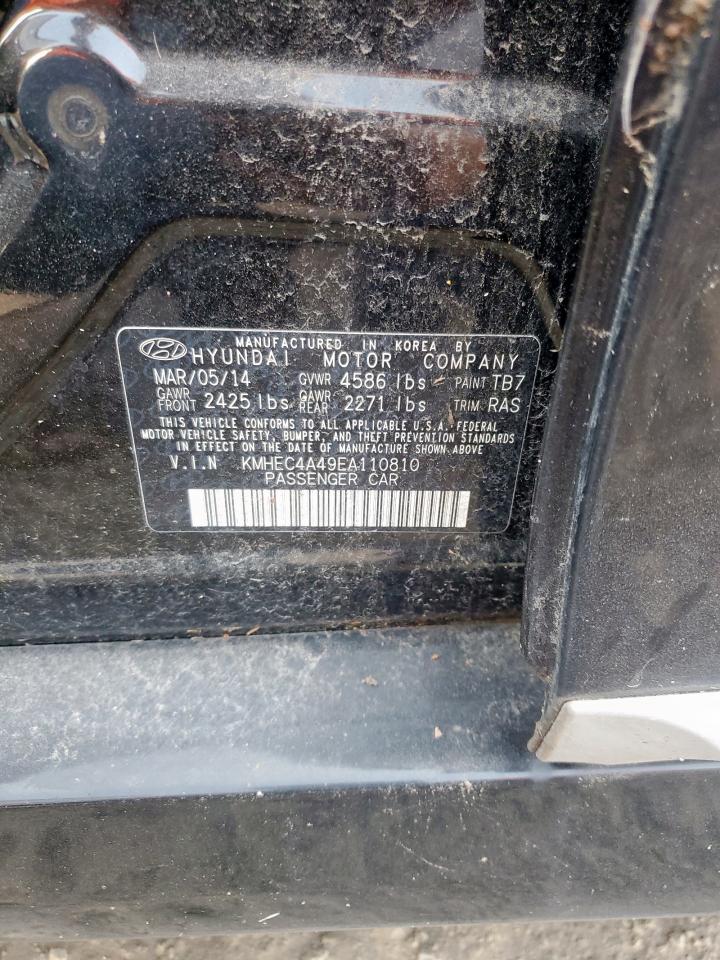 MANUFACTURED IN KOREA BY
HYUNDAI MOTOR COMPANY
MAR/05/14 GVWR 4586 lbs PAINT TB7
GAWR FRONT 2425 lbs GAWR REAR 2271 lbs TRIM RAS
THIS VEHICLE CONFORMS TO ALL APPLICABLE U.S.A. FEDERAL
MOTOR VEHICLE SAFETY, BUMPER, AND THEFT PREVENTION STANDARDS
IN EFFECT ON THE DATE OF MANUFACTURE SHOWN ABOVE
V.I.N KMHEC4A49EA110810
PASSENGER CAR